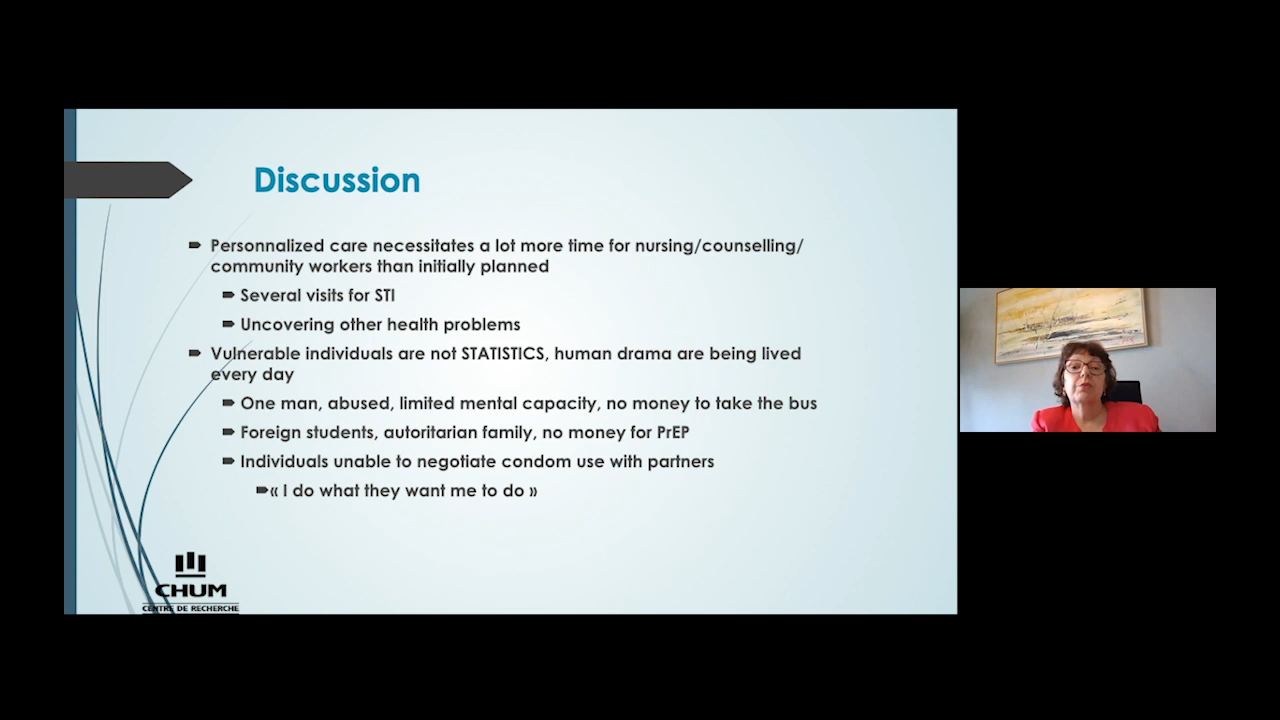 Discussion
Personnalized care necessitates a lot more time for nursing/counselling/
community workers than initially planned
Several visits for STI
Uncovering other health problems
Vulnerable individuals are not STATISTICS, human drama are being lived
every day
One man, abused, limited mental capacity, no money to take the bus
Foreign students, autoritarian family, no money for PrEP
Individuals unable to negotiate condom use with partners
« I do what they want me to do »
CHUM
CENTRE DE RECHERCHE